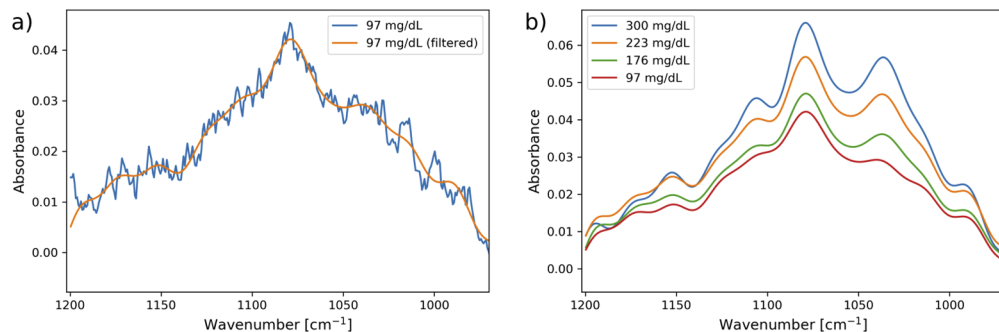 a)
97 mg/dL
97 mg/dL (filtered)
0.04
0.03
0.02
0.01
0.00
Absorbance
1200
1150
1100
1050
1000
Wavenumber [cm⁻¹]
b)
300 mg/dL
223 mg/dL
176 mg/dL
97 mg/dL
0.06
0.05
0.04
0.03
0.02
0.01
0.00
Absorbance
1200
1150
1100
1050
1000
Wavenumber [cm⁻¹]